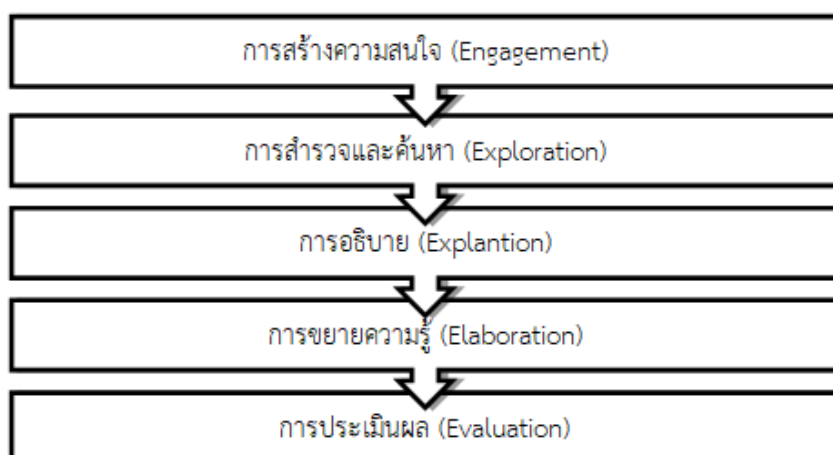 การสร้างความสนใจ (Engagement)
การสำรวจและค้นหา (Exploration)
การอธิบาย (Explantion)
การขยายความรู้ (Elaboration)
การประเมินผล (Evaluation)